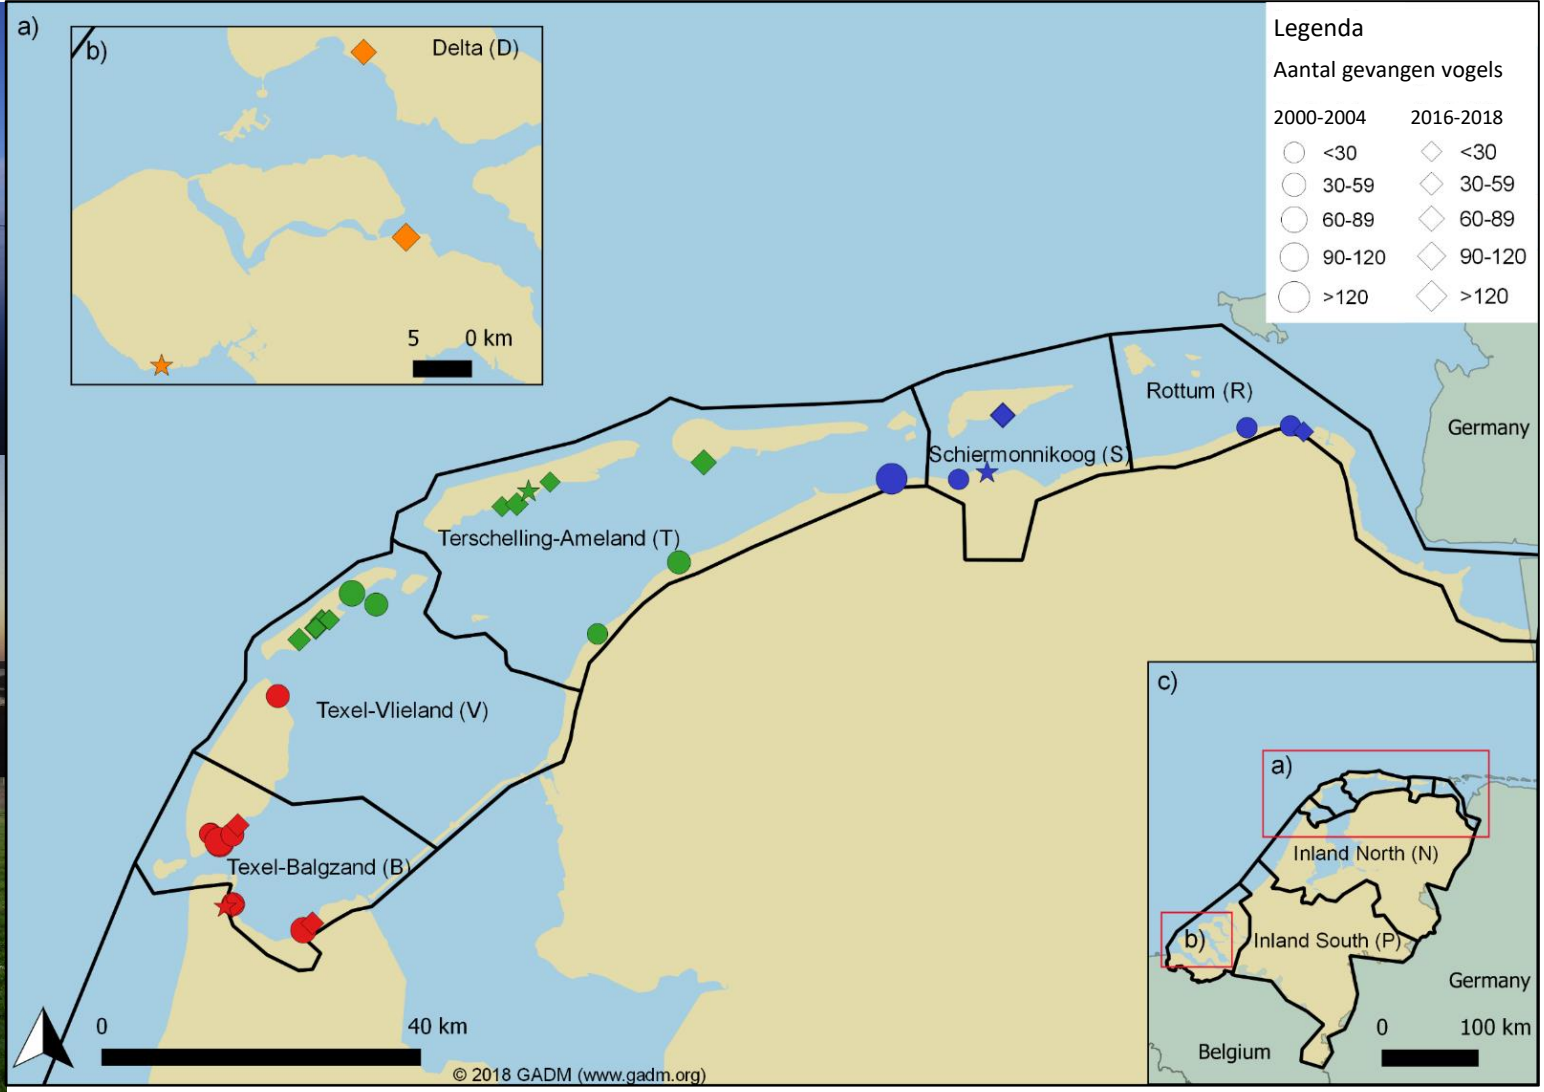 a)
b)
Delta (D)
5 0 km
Legenda
Aantal gevangen vogels
2000-2004 2016-2018
<30 <30
30-59 30-59
60-89 60-89
90-120 90-120
>120 >120
Rottum (R)
Germany
Schiermonnikoog (S)
Terschelling-Ameland (T)
Texel-Vlieland (V)
Texel-Balgzand (B)
0 40 km
© 2018 GADM (www.gadm.org)
c)
a)
Inland North (N)
b)
Inland South (P)
Germany
0 100 km
Belgium